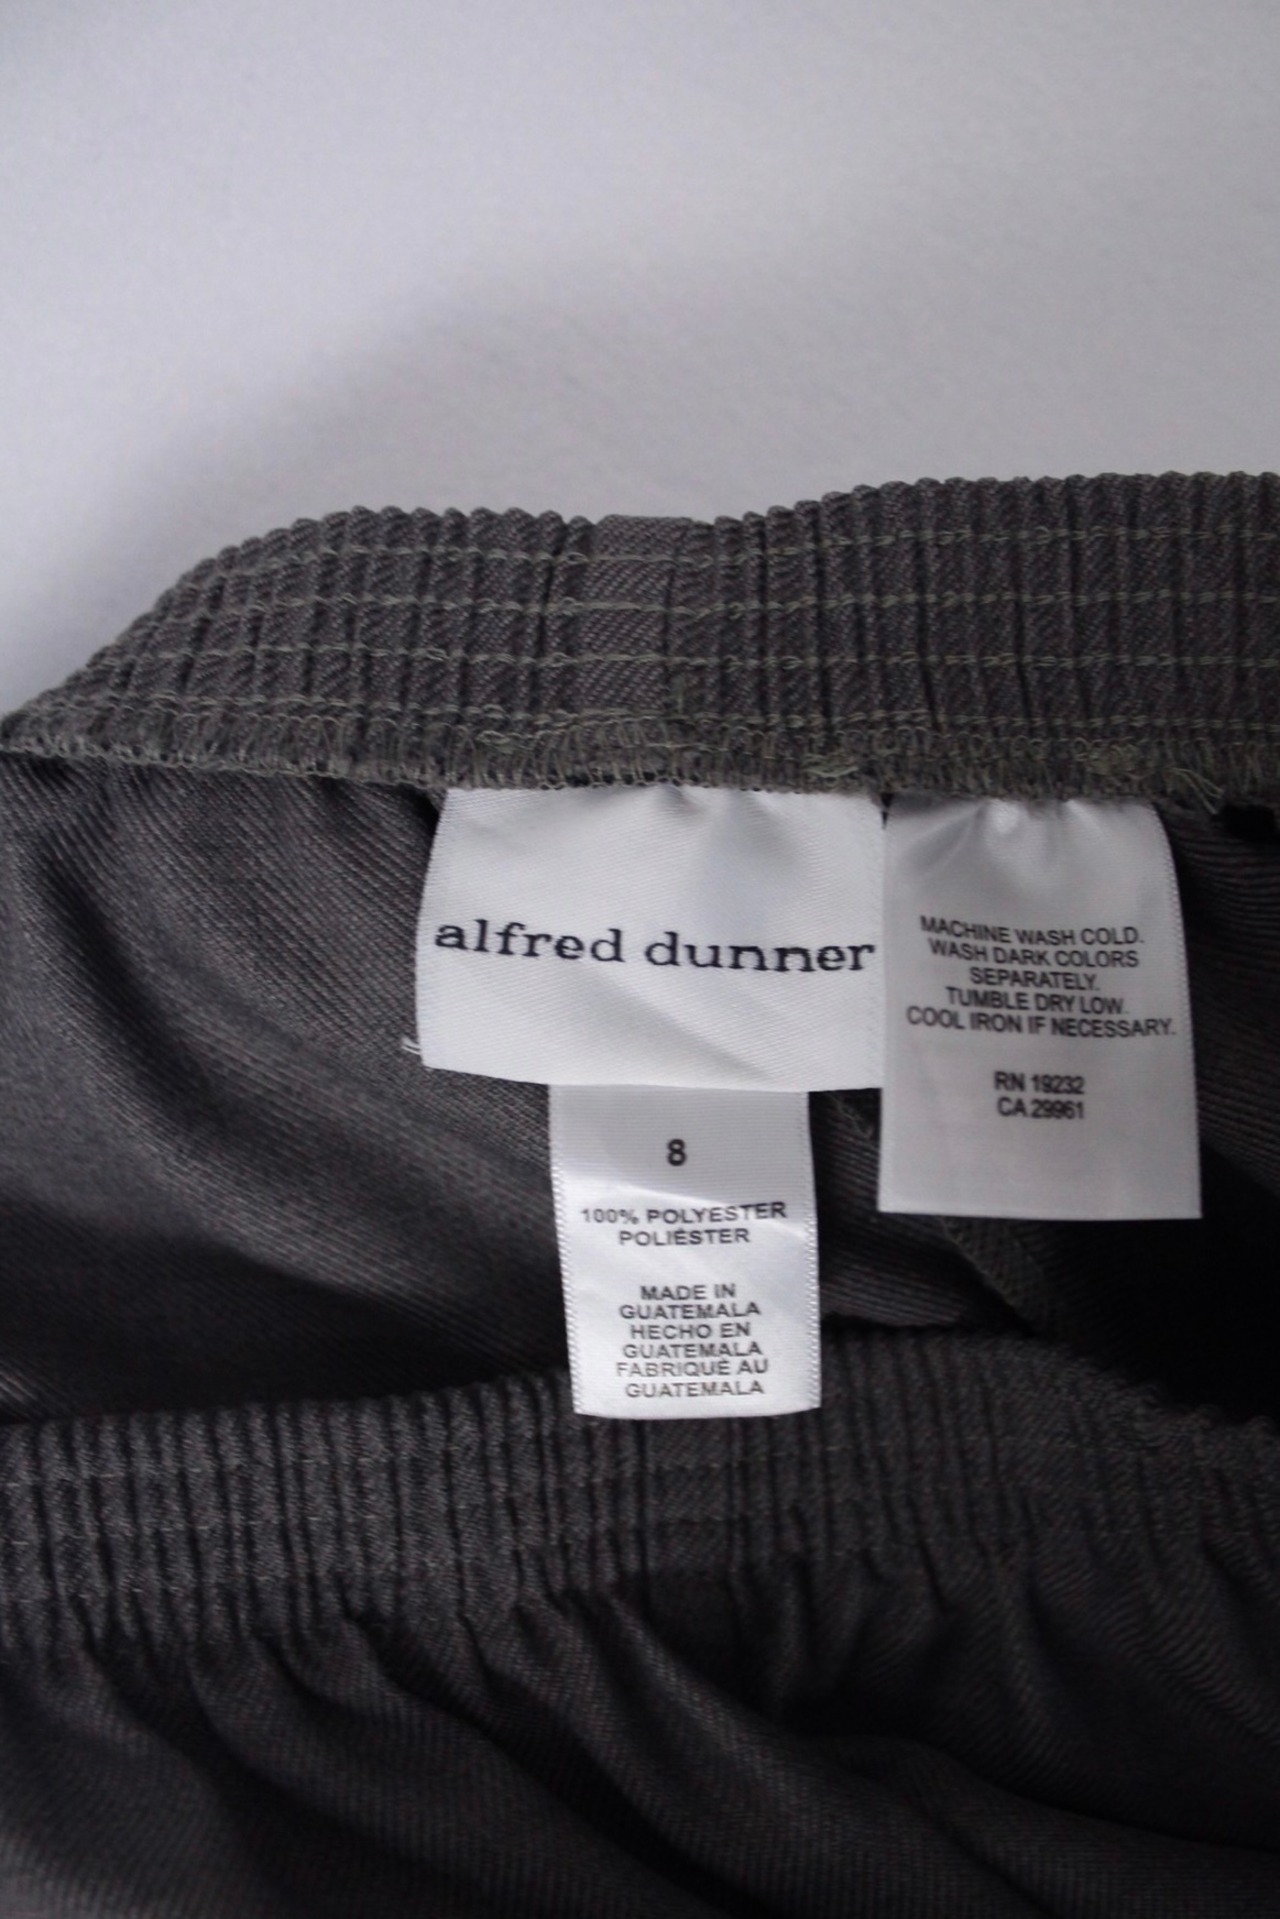 alfred dunner
8
100% POLYESTER
POLIÉSTER
MADE IN
GUATEMALA
HECHO EN
GUATEMALA
FABRIQUÉ AU
GUATEMALA
MACHINE WASH COLD.
WASH DARK COLORS
SEPARATELY.
TUMBLE DRY LOW.
COOL IRON IF NECESSARY.
RN 19232
CA 29961